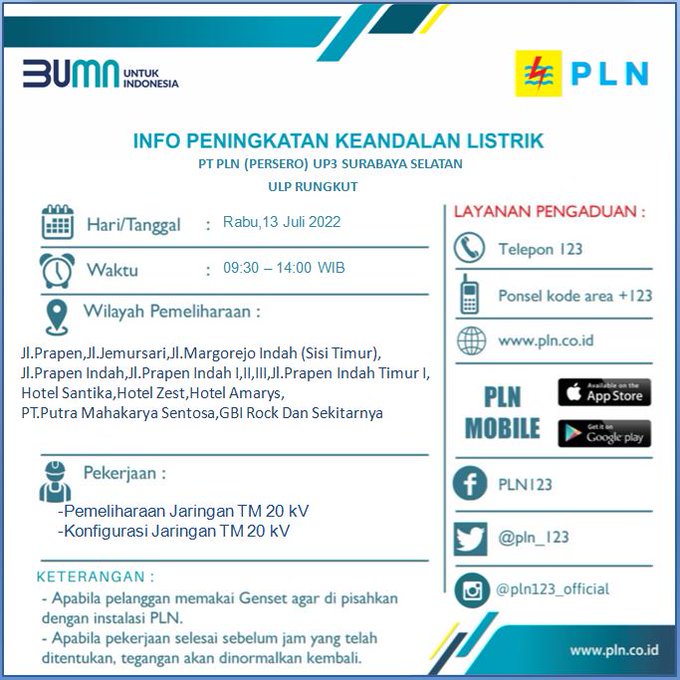 BUMN UNTUK INDONESIA
PLN
INFO PENINGKATAN KEANDALAN LISTRIK
PT PLN (PERSERO) UP3 SURABAYA SELATAN
ULP RUNGKUT
Hari/Tanggal : Rabu,13 Juli 2022
Waktu : 09:30 – 14:00 WIB
Wilayah Pemeliharaan :
Jl.Prapen,Jl.Jemursari,Jl.Margorejo Indah (Sisi Timur),
Jl.Prapen Indah,Jl.Prapen Indah I,II,III,Jl.Prapen Indah Timur I,
Hotel Santika,Hotel Zest,Hotel Amarys,
PT.Putra Mahakarya Sentosa,GBI Rock Dan Sekitarnya
Pekerjaan :
-Pemeliharaan Jaringan TM 20 kV
-Konfigurasi Jaringan TM 20 kV
KETERANGAN :
- Apabila pelanggan memakai Genset agar di pisahkan
dengan instalasi PLN.
- Apabila pekerjaan selesai sebelum jam yang telah
ditentukan, tegangan akan dinormalkan kembali.
LAYANAN PENGADUAN :
Telepon 123
Ponsel kode area +123
www.pln.co.id
PLN
MOBILE
Available on the
App Store
Get it on
Google play
PLN123
@pln_123
@pln123_official
www.pln.co.id